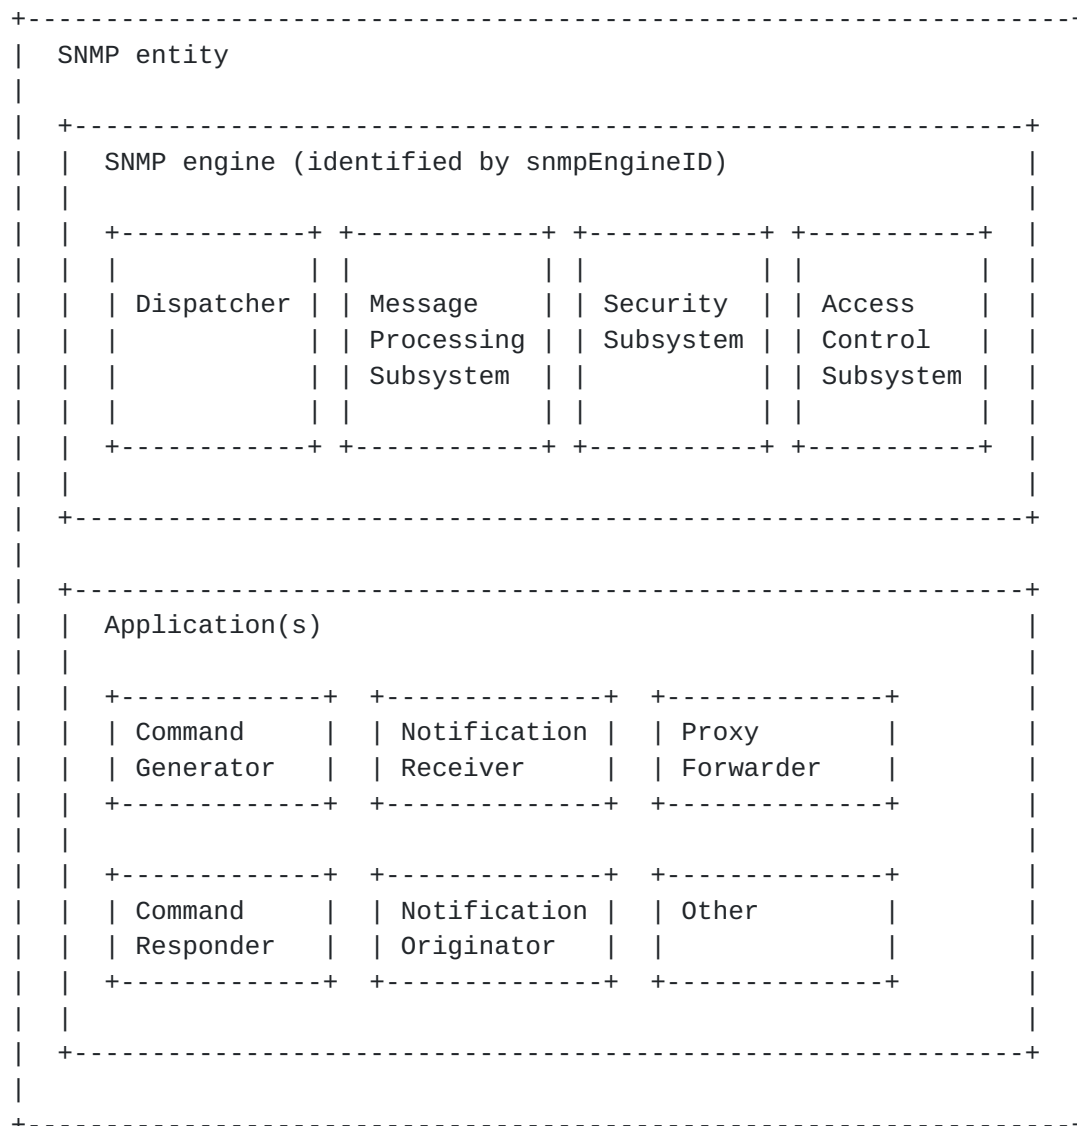 SNMP entity
SNMP engine (identified by snmpEngineID)
Dispatcher Message Security Access
Processing Subsystem Control
Subsystem Subsystem
Application(s)
Command Notification Proxy
Generator Receiver Forwarder
Command Notification Other
Responder Originator